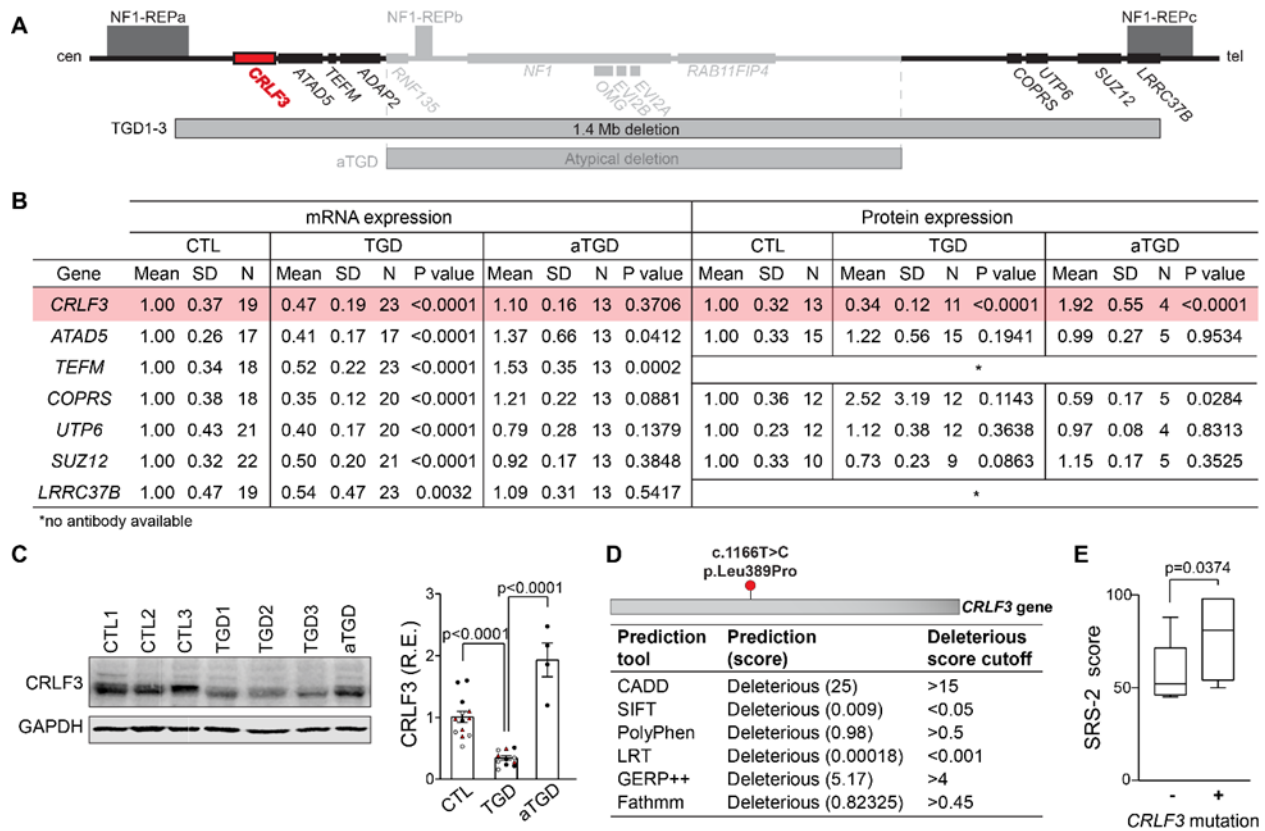 A
NF1-REPa
NF1-REPb
NF1-REPc
cen
tel
CRLF3
ATAD5
TEFM
ADAP2
RNF135
NF1
OMG
EVI2B
EVI2A
RAB11FIP4
COPRS
UTP6
SUZ12
LRRC37B
TGD1-3
1.4 Mb deletion
aTGD
Atypical deletion
B
mRNA expression Protein expression
CTL TGD aTGD CTL TGD aTGD
Gene Mean SD N Mean SD N P value Mean SD N P value Mean SD N Mean SD N P value Mean SD N P value
CRLF3 1.00 0.37 19 0.47 0.19 23 <0.0001 1.10 0.16 13 0.3706 1.00 0.32 13 0.34 0.12 11 <0.0001 1.92 0.55 4 <0.0001
ATAD5 1.00 0.26 17 0.41 0.17 17 <0.0001 1.37 0.66 13 0.0412 1.00 0.33 15 1.22 0.56 15 0.1941 0.99 0.27 5 0.9534
TEFM 1.00 0.34 18 0.52 0.22 23 <0.0001 1.53 0.35 13 0.0002 *
COPRS 1.00 0.38 18 0.35 0.12 20 <0.0001 1.21 0.22 13 0.0881 1.00 0.36 12 2.52 3.19 12 0.1143 0.59 0.17 5 0.0284
UTP6 1.00 0.43 21 0.40 0.17 20 <0.0001 0.79 0.28 13 0.1379 1.00 0.23 12 1.12 0.38 12 0.3638 0.97 0.08 4 0.8313
SUZ12 1.00 0.32 22 0.50 0.20 21 <0.0001 0.92 0.17 13 0.3848 1.00 0.33 10 0.73 0.23 9 0.0863 1.15 0.17 5 0.3525
LRRC37B 1.00 0.47 19 0.54 0.47 23 0.0032 1.09 0.31 13 0.5417 *
*no antibody available
C
CTL1
CTL2
CTL3
TGD1
TGD2
TGD3
aTGD
CRLF3
GAPDH
CRLF3 (R.E.)
3
2
1
0
p<0.0001
p<0.0001
CTL
TGD
aTGD
D
c.1166T>C
p.Leu389Pro
CRLF3 gene
Prediction Prediction Deleterious
tool (score) score cutoff
CADD Deleterious (25) >15
SIFT Deleterious (0.009) <0.05
PolyPhen Deleterious (0.98) >0.5
LRT Deleterious (0.00018) <0.001
GERP++ Deleterious (5.17) >4
Fathmm Deleterious (0.82325) >0.45
E
p=0.0374
SRS-2 score
100
50
0
- +
CRLF3 mutation